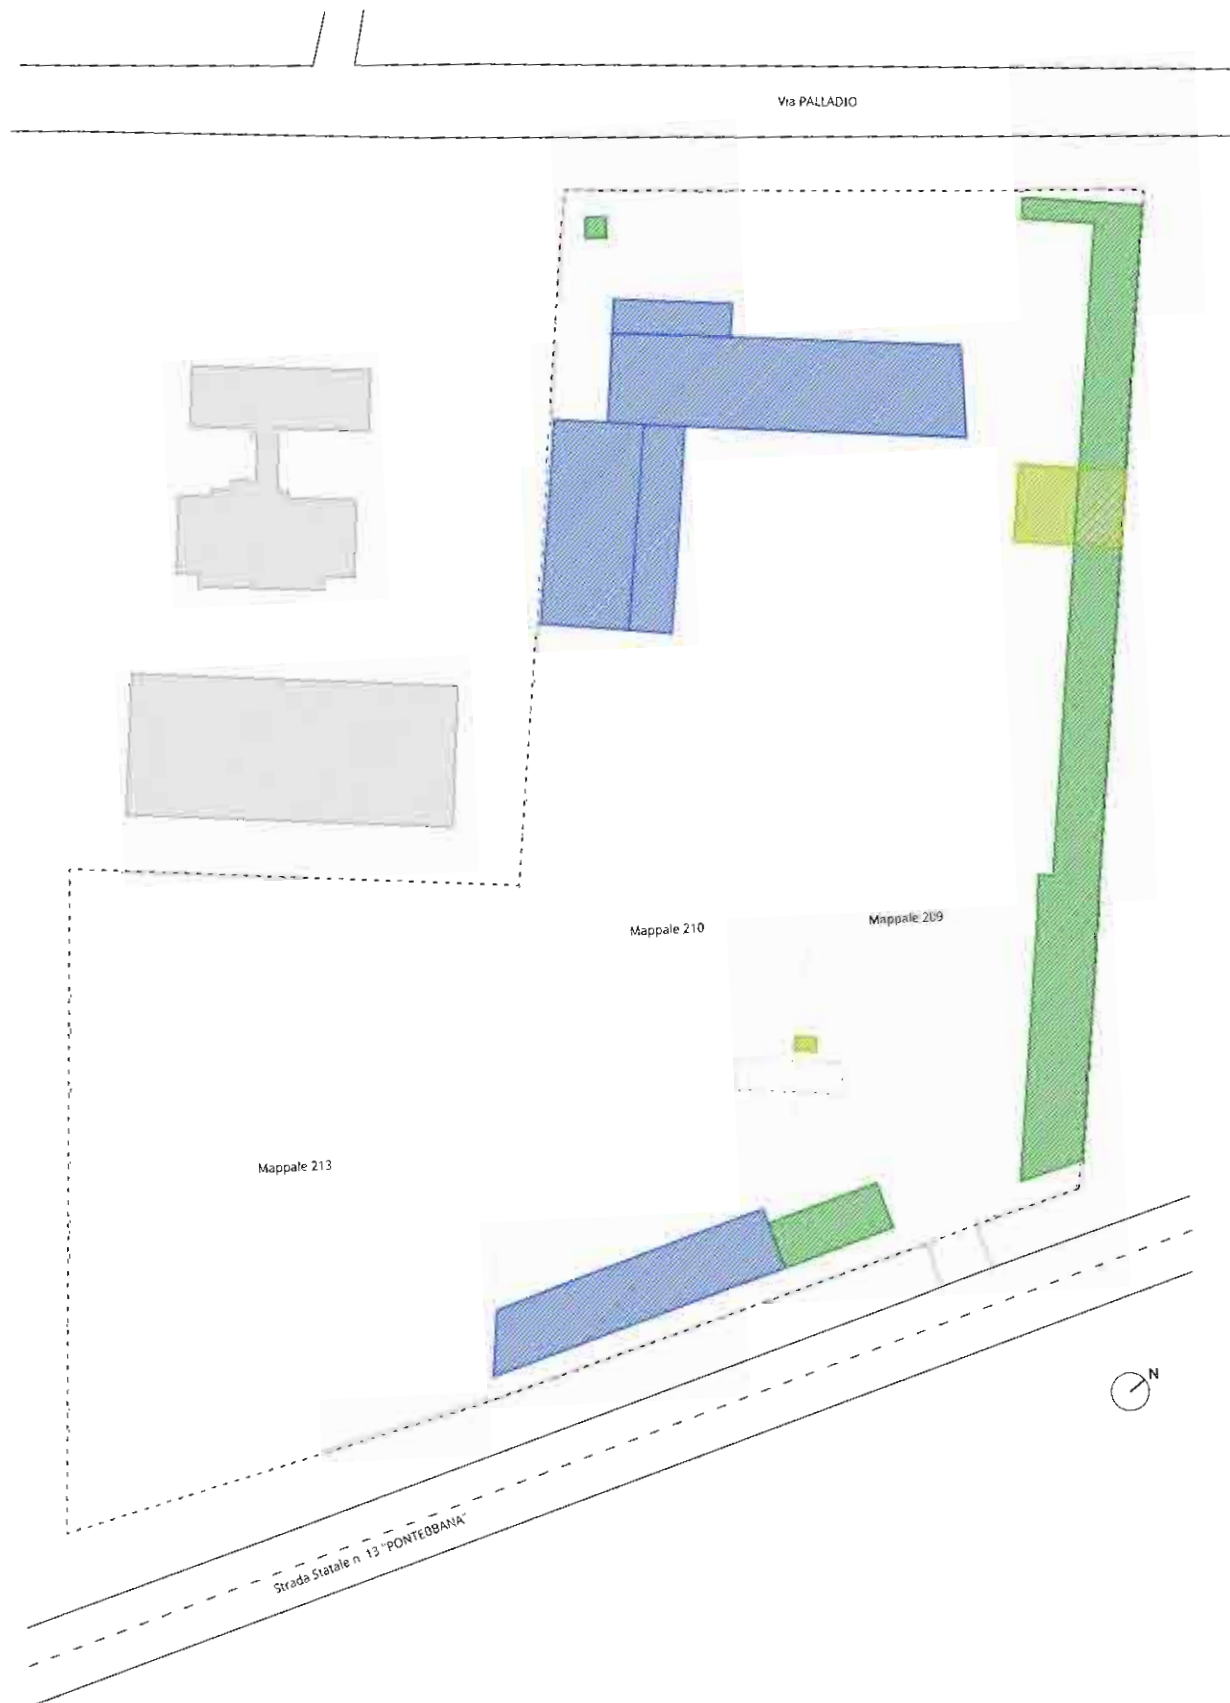 Via PALLADIO
Mappale 210
Mappale 209
Mappale 213
N
Strada Statale n 13 "PONTEBBANA"